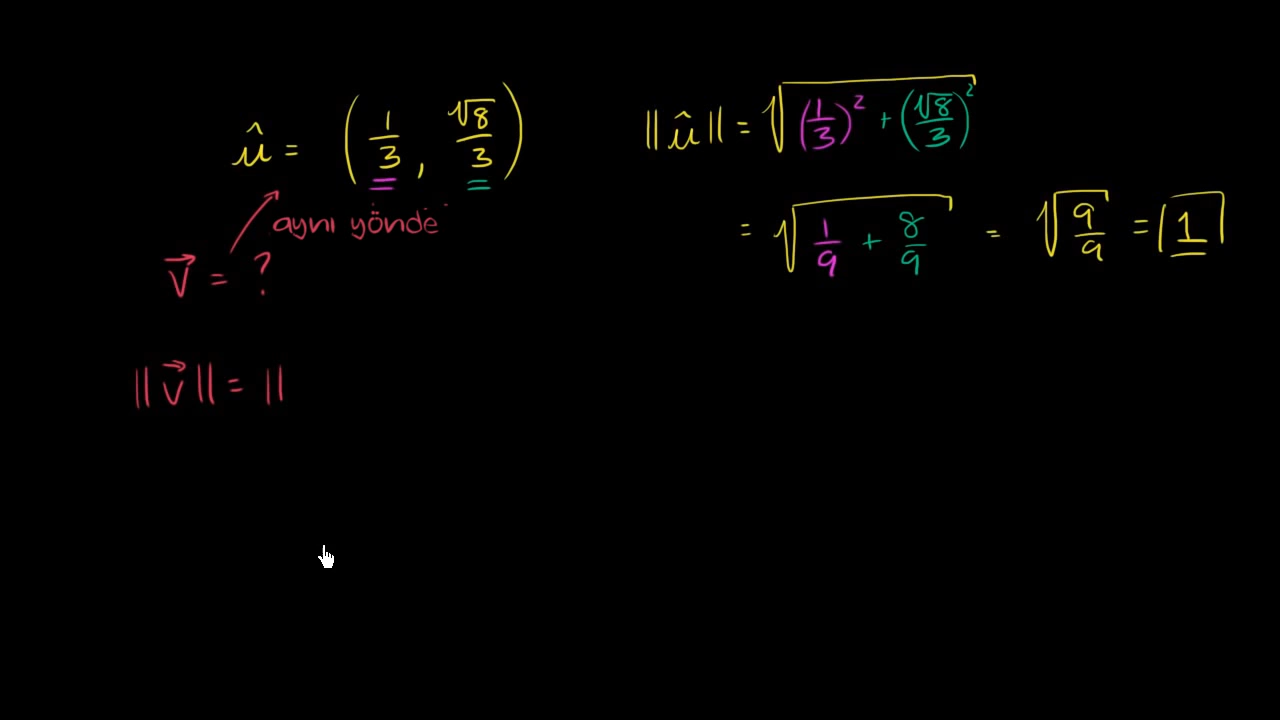 û = (1/3, √8/3)
aynı yönde
v⃗ = ?
||v⃗|| = ||
||û|| = √((1/3)² + (√8/3)²)
= √(1/9 + 8/9) = √(9/9) = 1